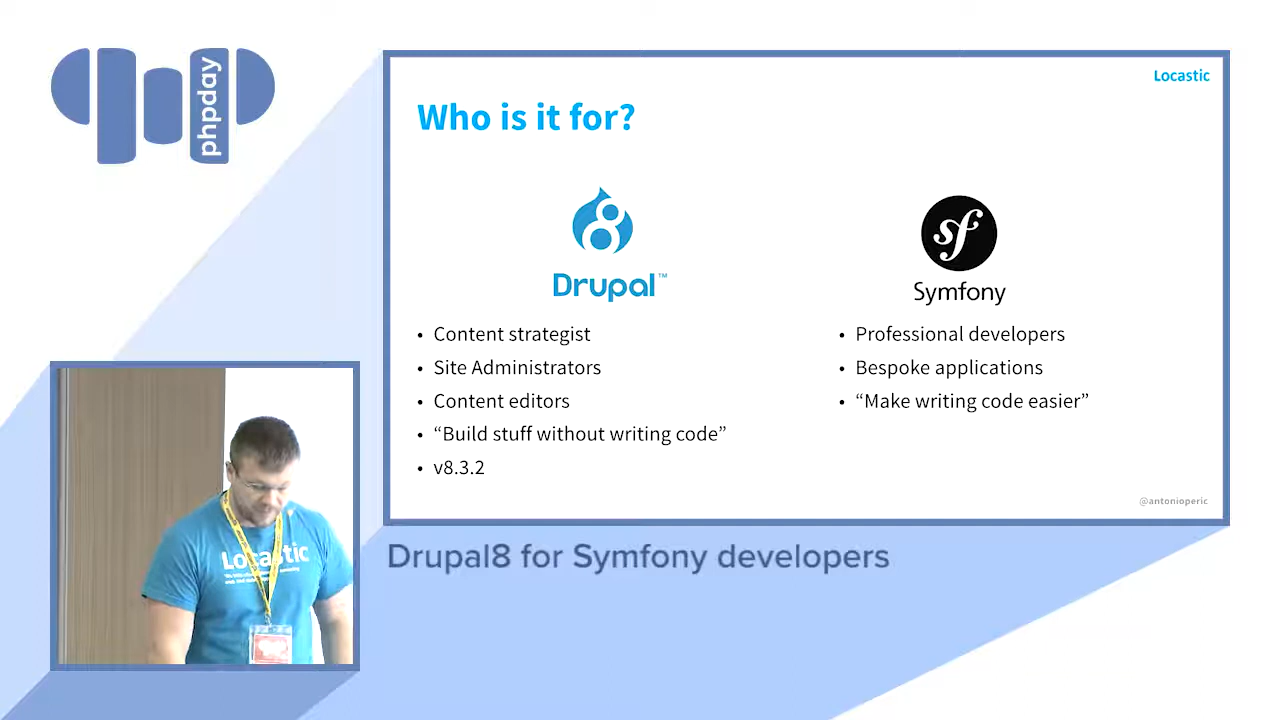 phpday
Locastic
Who is it for?
Drupal™
Symfony
• Content strategist
• Site Administrators
• Content editors
• “Build stuff without writing code”
• v8.3.2
• Professional developers
• Bespoke applications
• “Make writing code easier”
@antonioperic
Locastic
Drupal8 for Symfony developers